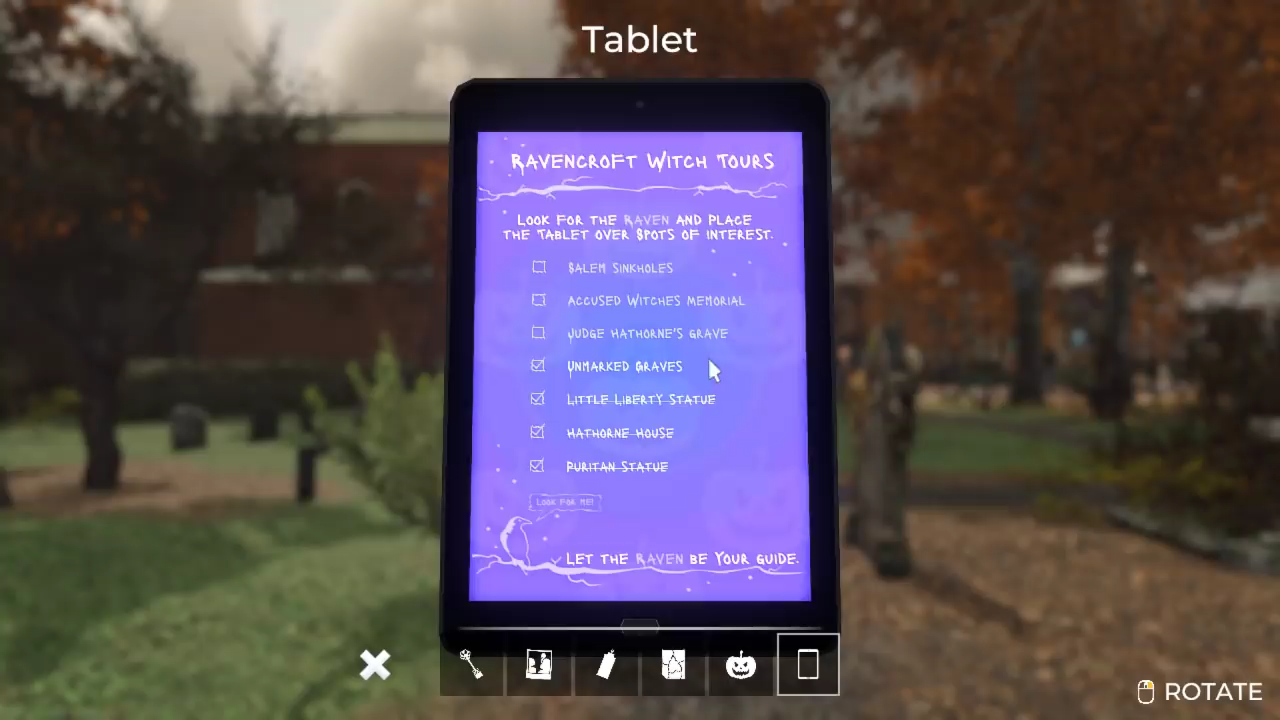 Tablet
RAVENCROFT WITCH TOURS
LOOK FOR THE RAVEN AND PLACE
THE TABLET OVER SPOTS OF INTEREST.
SALEM SINKHOLES
ACCUSED WITCHES MEMORIAL
JUDGE HATHORNE'S GRAVE
UNMARKED GRAVES
LITTLE LIBERTY STATUE
HATHORNE HOUSE
PURITAN STATUE
LOOK FOR ME!
LET THE RAVEN BE YOUR GUIDE.
ROTATE